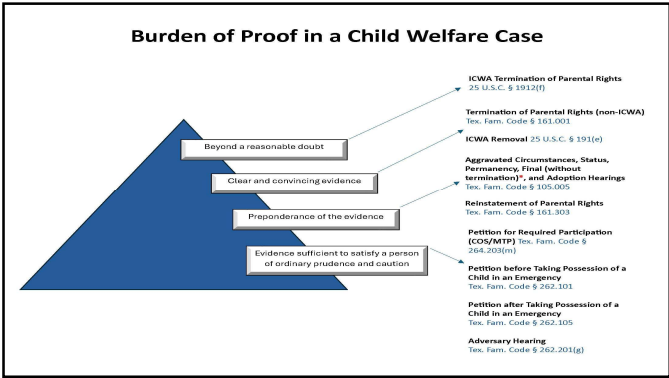 Burden of Proof in a Child Welfare Case
Beyond a reasonable doubt
Clear and convincing evidence
Preponderance of the evidence
Evidence sufficient to satisfy a person
of ordinary prudence and caution
ICWA Termination of Parental Rights
25 U.S.C. § 1912(f)
Termination of Parental Rights (non-ICWA)
Tex. Fam. Code § 161.001
ICWA Removal 25 U.S.C. § 191(e)
Aggravated Circumstances, Status,
Permanency, Final (without
termination)*, and Adoption Hearings
Tex. Fam. Code § 105.005
Reinstatement of Parental Rights
Tex. Fam. Code § 161.303
Petition for Required Participation
(COS/MTP) Tex. Fam. Code §
264.203(m)
Petition before Taking Possession of a
Child in an Emergency
Tex. Fam. Code § 262.101
Petition after Taking Possession of a
Child in an Emergency
Tex. Fam. Code § 262.105
Adversary Hearing
Tex. Fam. Code § 262.201(g)